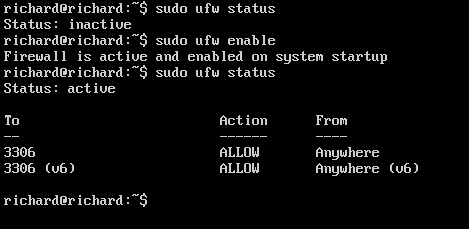 richard@richard:~$ sudo ufw status
Status: inactive
richard@richard:~$ sudo ufw enable
Firewall is active and enabled on system startup
richard@richard:~$ sudo ufw status
Status: active
To                         Action      From
--                         ------      ----
3306                       ALLOW       Anywhere
3306 (v6)                  ALLOW       Anywhere (v6)
richard@richard:~$